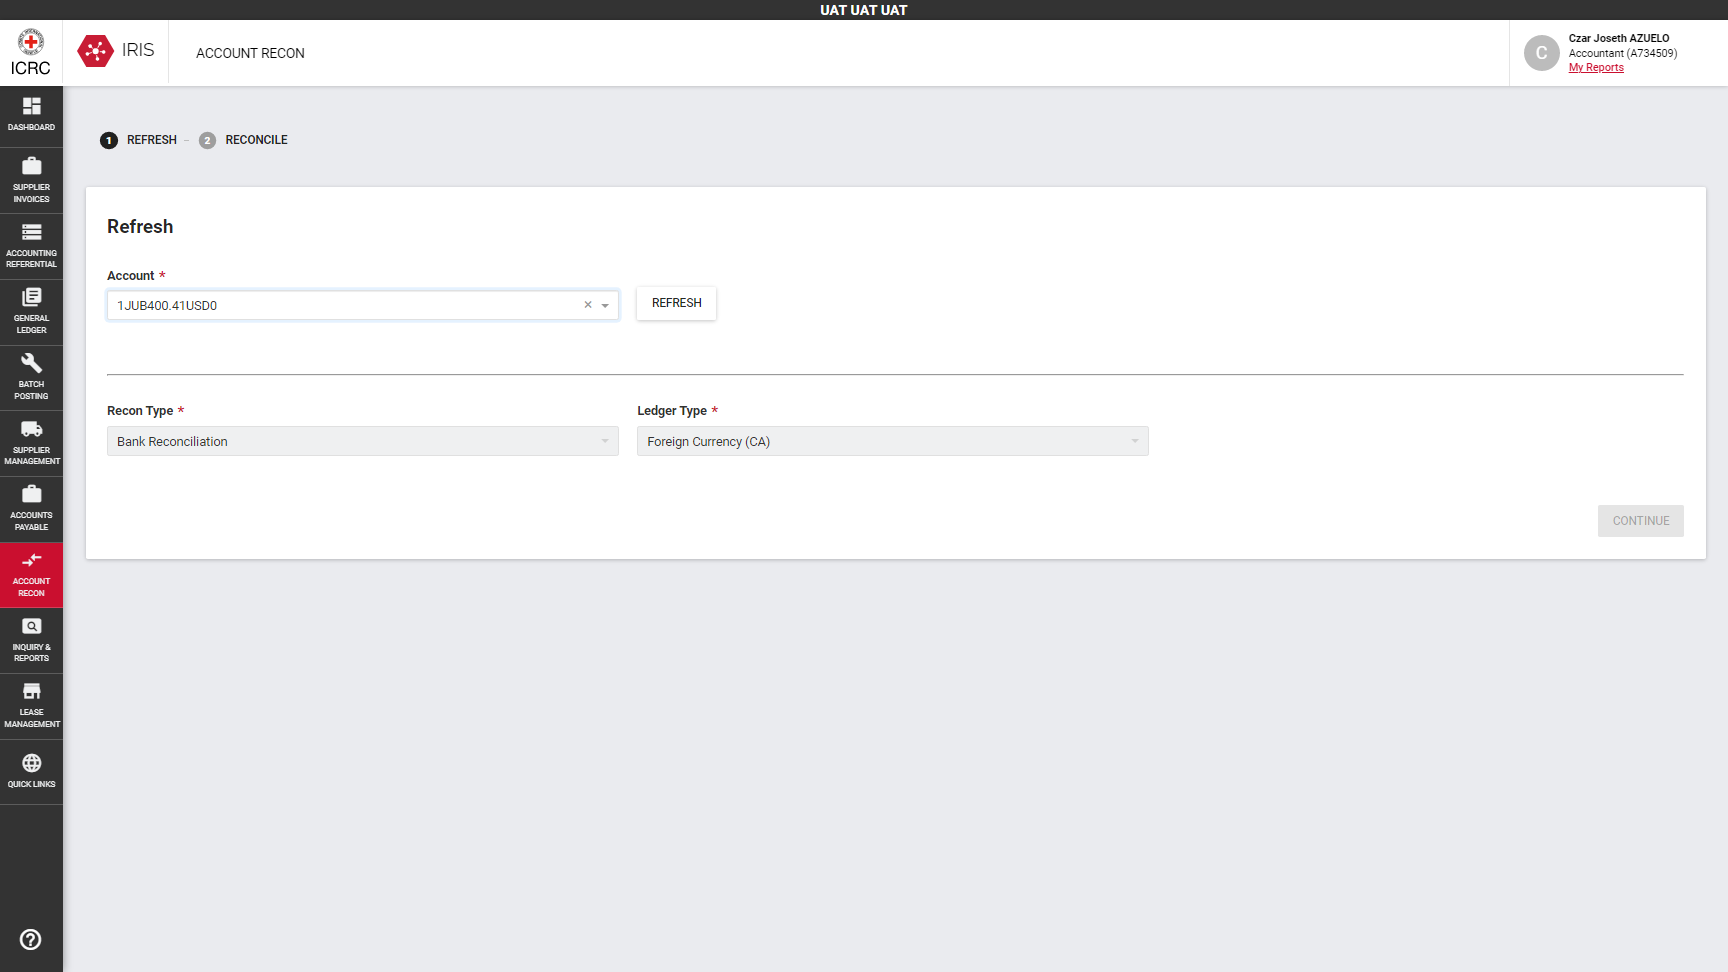 UAT UAT UAT
ICRC
IRIS
ACCOUNT RECON
C
Czar Joseth AZUELO
Accountant (A734509)
My Reports
DASHBOARD
SUPPLIER
INVOICES
ACCOUNTING
REFERENTIAL
GENERAL
LEDGER
BATCH
POSTING
SUPPLIER
MANAGEMENT
ACCOUNTS
PAYABLE
ACCOUNT
RECON
INQUIRY &
REPORTS
LEASE
MANAGEMENT
QUICK LINKS
1 REFRESH – 2 RECONCILE
Refresh
Account *
1JUB400.41USD0 ×
REFRESH
Recon Type *
Bank Reconciliation
Ledger Type *
Foreign Currency (CA)
CONTINUE